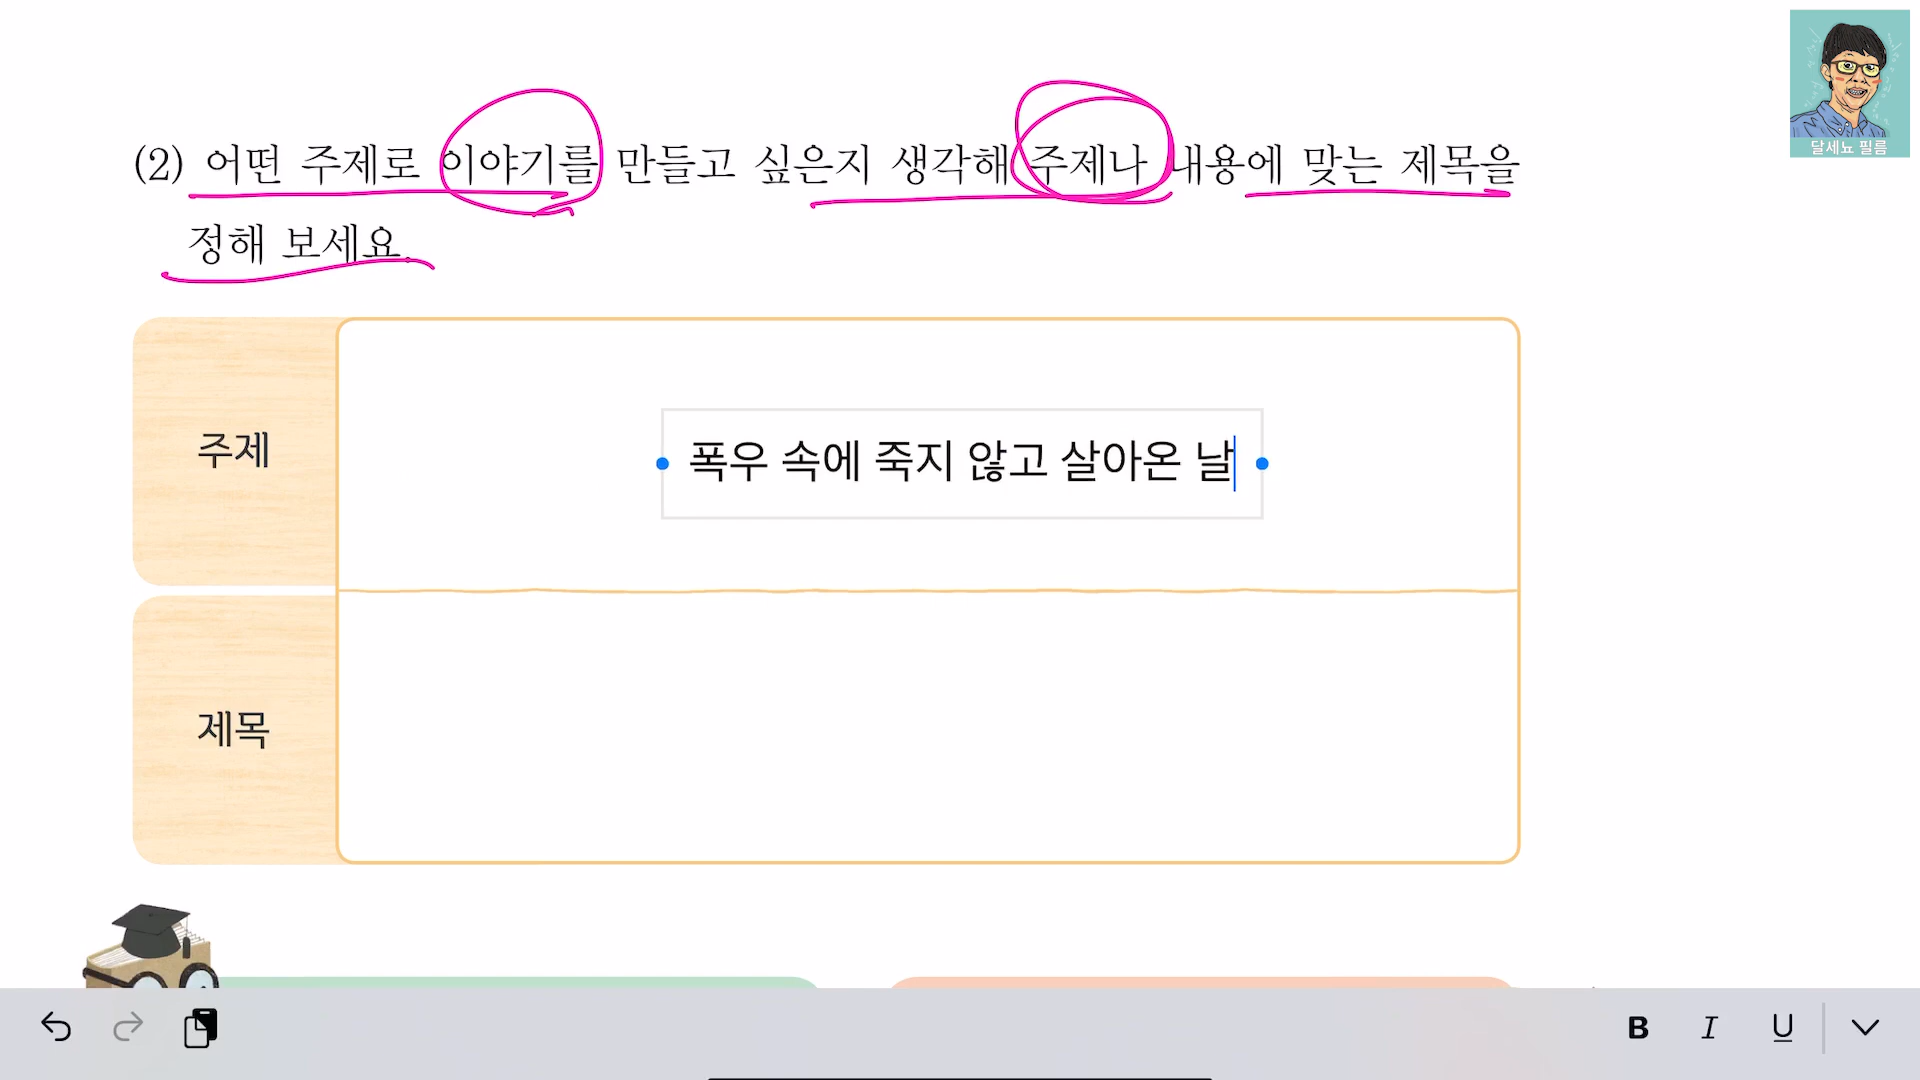 달세뇨 필름
(2) 어떤 주제로 이야기를 만들고 싶은지 생각해 주제나 내용에 맞는 제목을
정해 보세요.
주제
폭우 속에 죽지 않고 살아온 날
제목
B I U